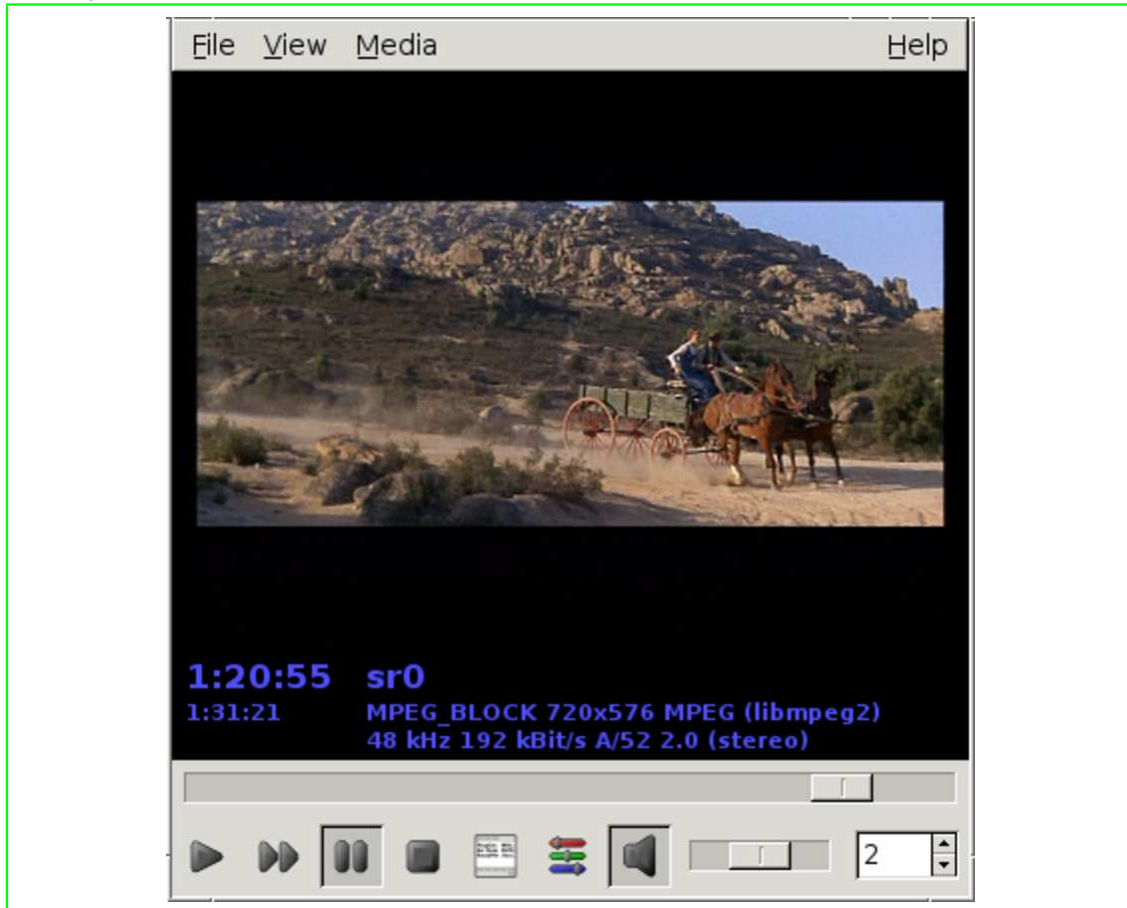 File View Media Help
1:20:55 sr0
1:31:21 MPEG_BLOCK 720x576 MPEG (libmpeg2)
48 kHz 192 kBit/s A/52 2.0 (stereo)
2